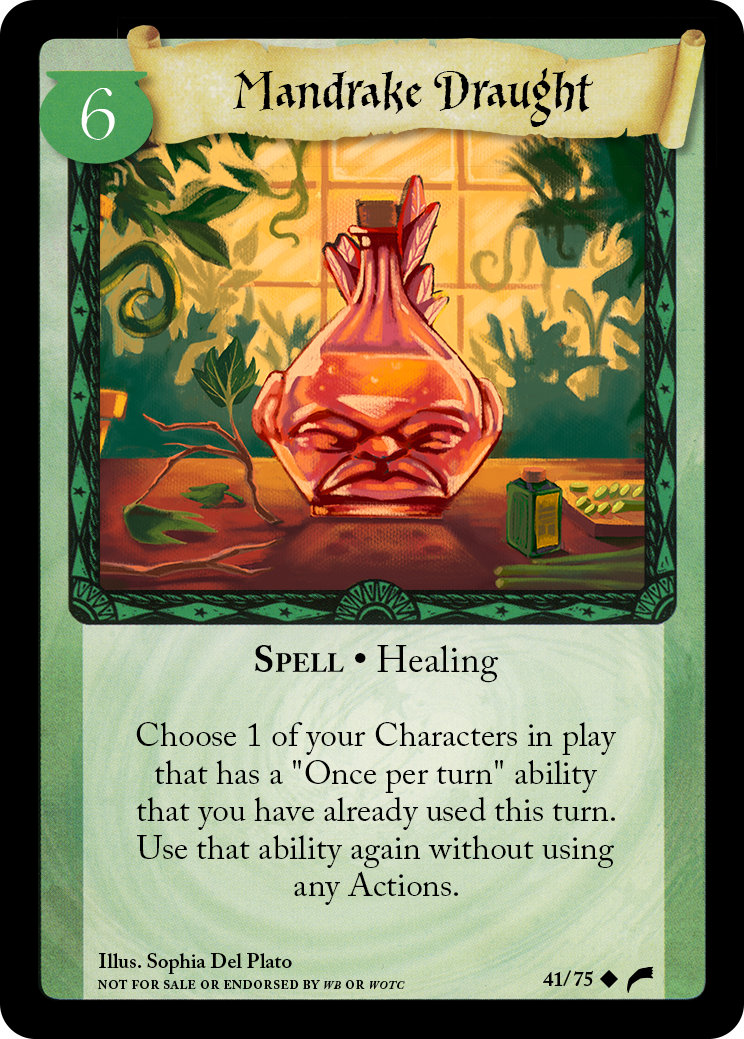 6
Mandrake Draught
SPELL • Healing
Choose 1 of your Characters in play
that has a "Once per turn" ability
that you have already used this turn.
Use that ability again without using
any Actions.
Illus. Sophia Del Plato
NOT FOR SALE OR ENDORSED BY WB OR WOTC
41/75 ◆